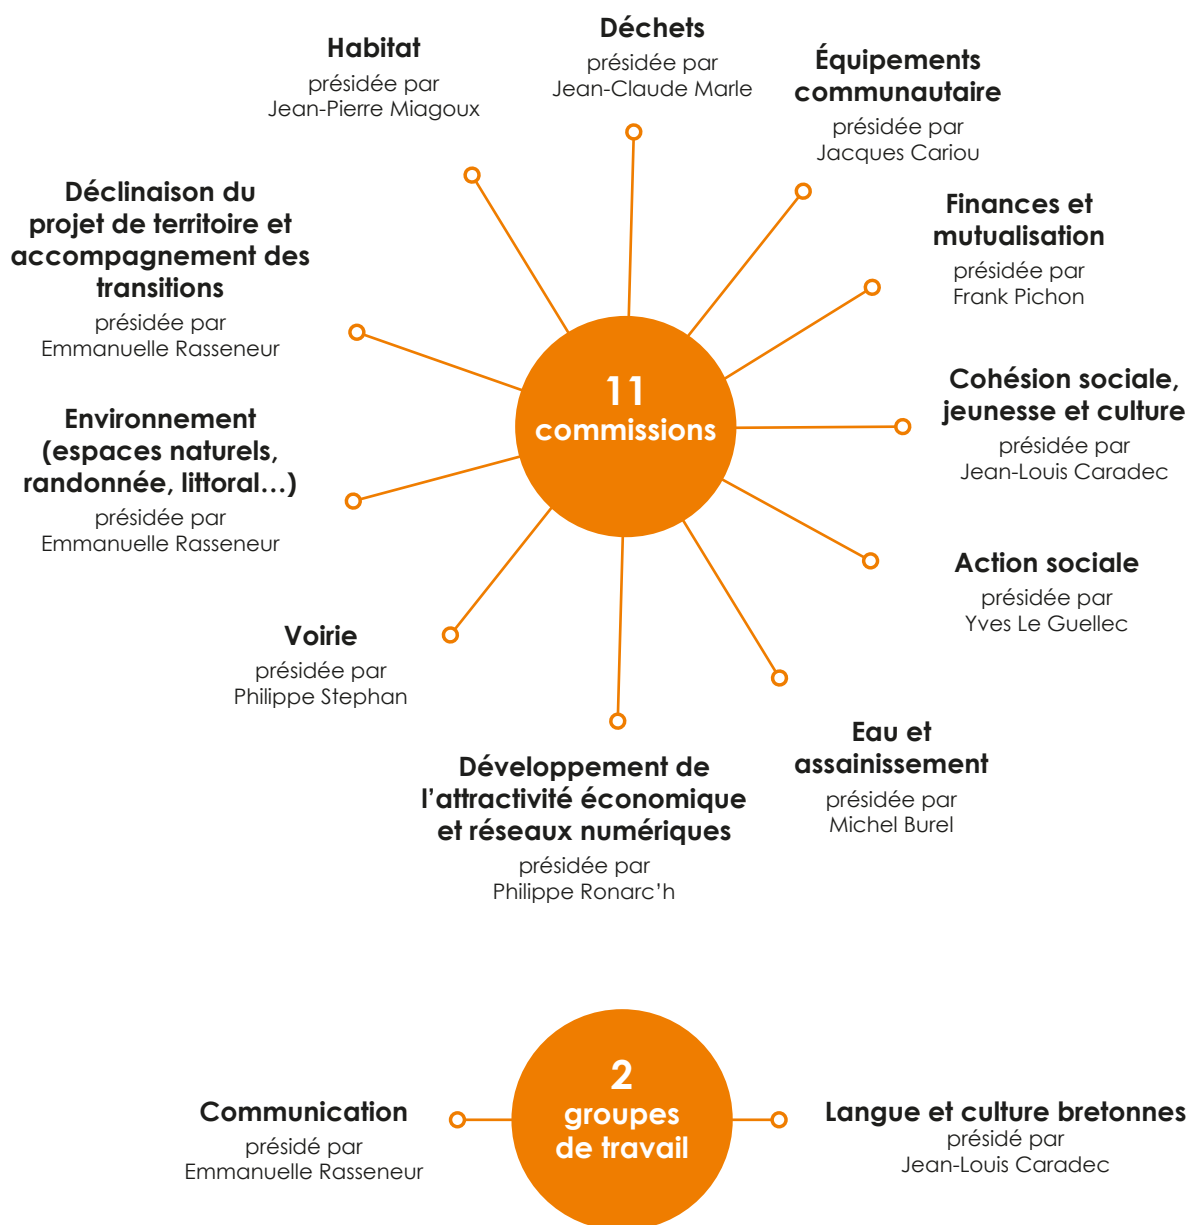 Déchets
présidée par
Jean-Claude Marle
Habitat
présidée par
Jean-Pierre Miagoux
Équipements
communautaire
présidée par
Jacques Cariou
Déclinaison du
projet de territoire et
accompagnement des
transitions
présidée par
Emmanuelle Rasseneur
Finances et
mutualisation
présidée par
Frank Pichon
11
commissions
Cohésion sociale,
jeunesse et culture
présidée par
Jean-Louis Caradec
Environnement
(espaces naturels,
randonnée, littoral…)
présidée par
Emmanuelle Rasseneur
Action sociale
présidée par
Yves Le Guellec
Voirie
présidée par
Philippe Stephan
Eau et
assainissement
présidée par
Michel Burel
Développement de
l’attractivité économique
et réseaux numériques
présidée par
Philippe Ronarc’h
2
groupes
de travail
Communication
présidé par
Emmanuelle Rasseneur
Langue et culture bretonnes
présidé par
Jean-Louis Caradec